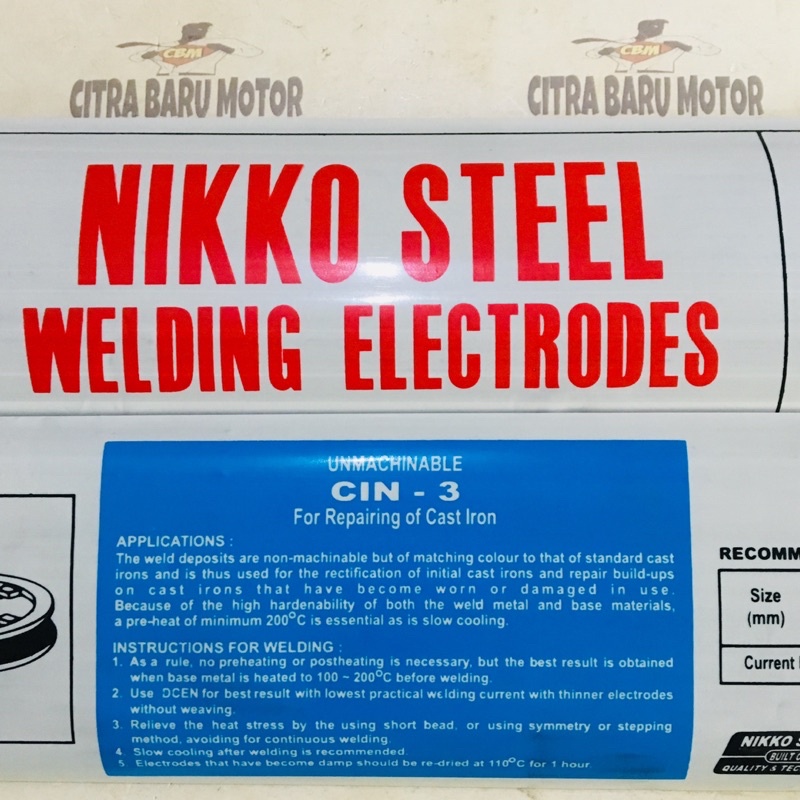 CBM
CBM
CITRA BARU MOTOR
CITRA BARU MOTOR
NIKKO STEEL
WELDING ELECTRODES
UNMACHINABLE
CIN - 3
For Repairing of Cast Iron
APPLICATIONS :
The weld deposits are non-machinable but of matching colour to that of standard cast
irons and is thus used for the rectification of initial cast irons and repair build-ups
on cast irons that have become worn or damaged in use.
Because of the high hardenability of both the weld metal and base materials,
a pre-heat of minimum 200°C is essential as is slow cooling.
INSTRUCTIONS FOR WELDING :
1. As a rule, no preheating or postheating is necessary, but the best result is obtained
when base metal is heated to 100 ~ 200°C before welding.
2. Use DCEN for best result with lowest practical welding current with thinner electrodes
without weaving.
3. Relieve the heat stress by the using short bead, or using symmetry or stepping
method, avoiding for continuous welding.
4. Slow cooling after welding is recommended.
5. Electrodes that have become damp should be re-dried at 110°C for 1 hour.
RECOMM
Size
(mm)
Current
NIKKO S
BUILT
QUALITY & TEC